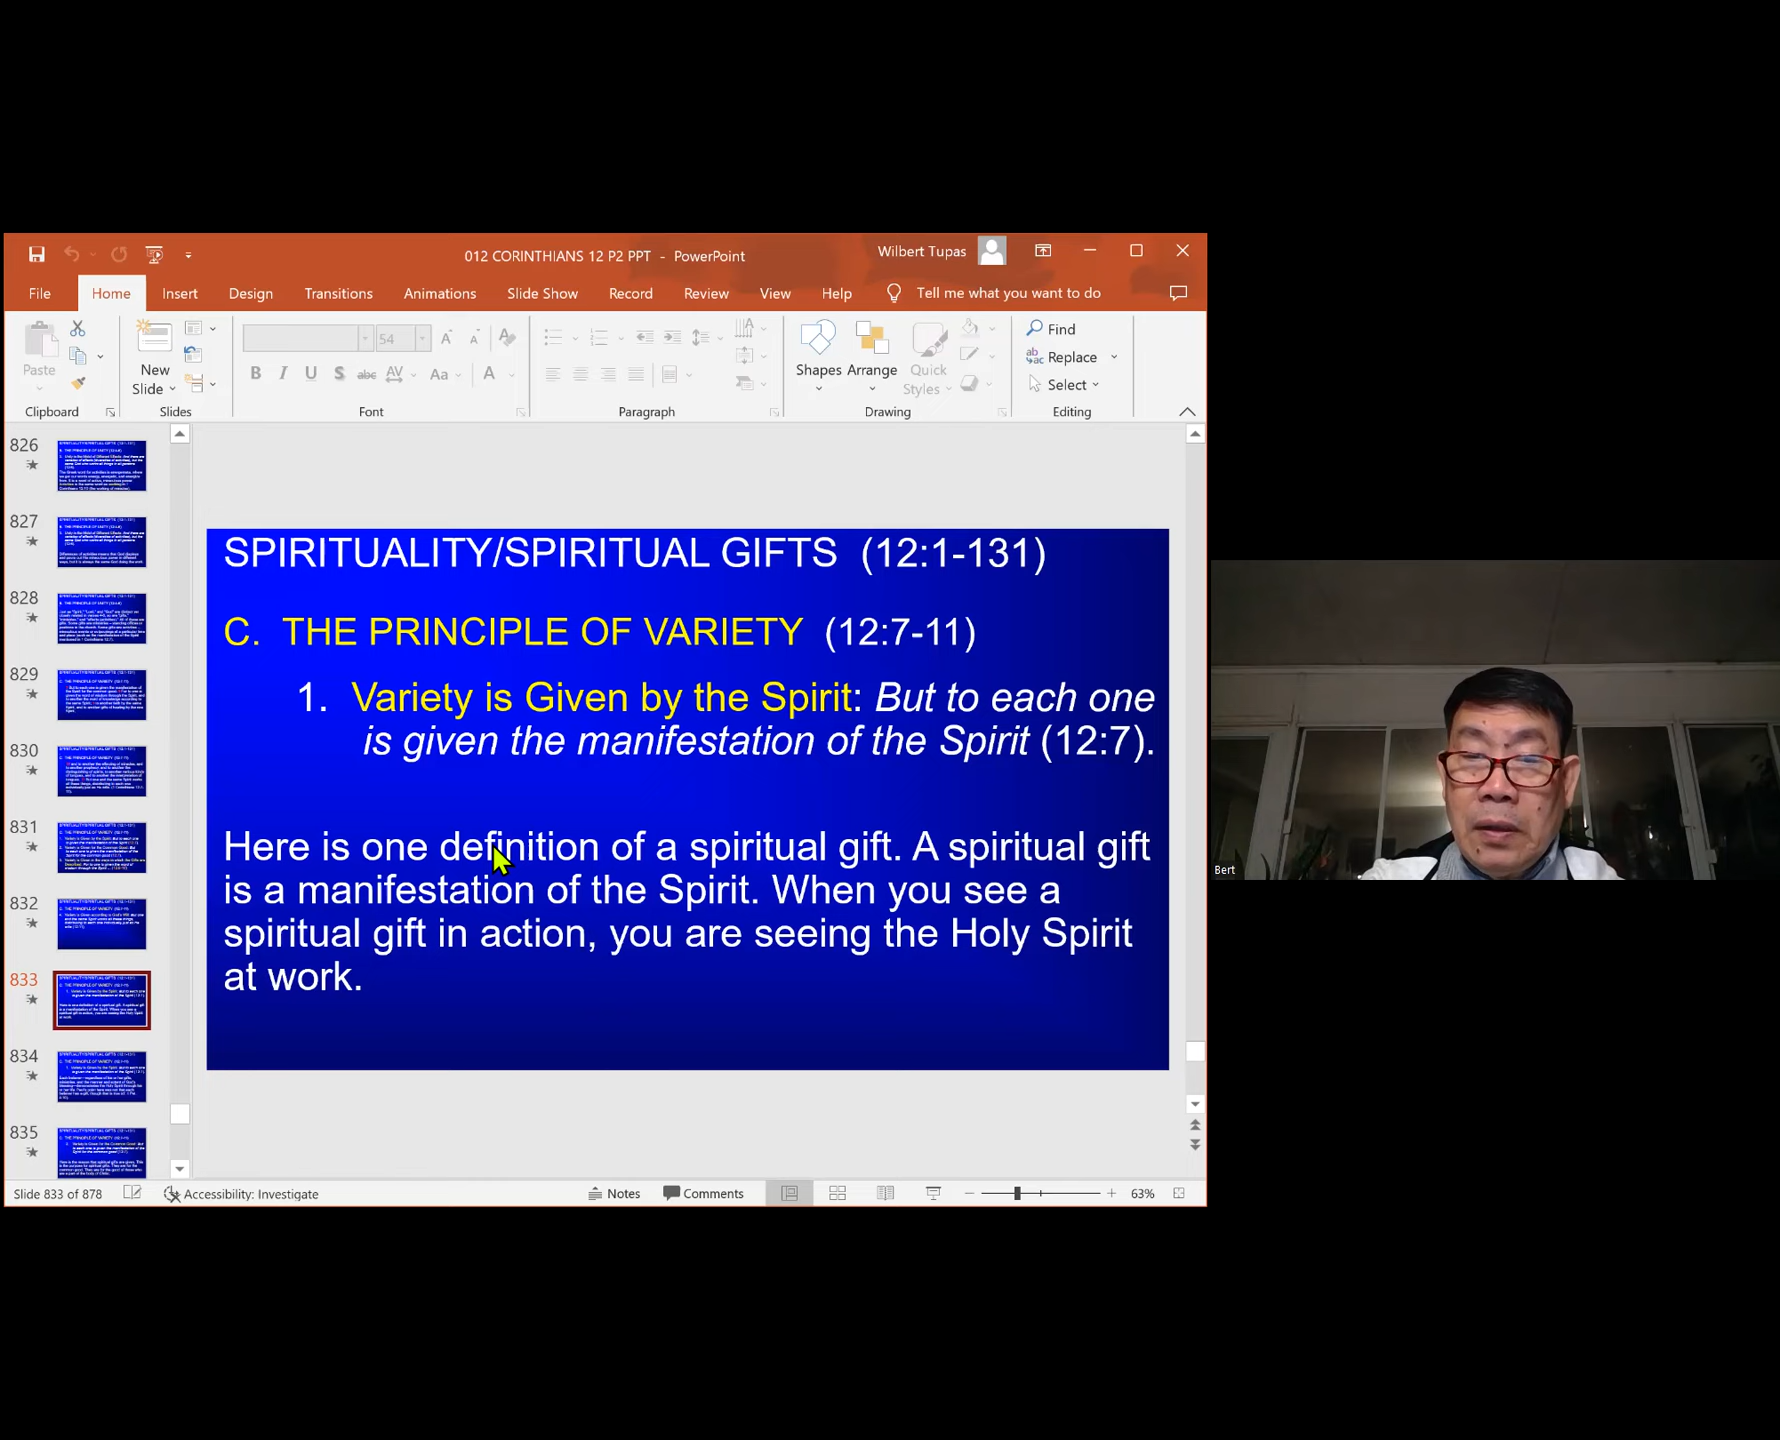 012 CORINTHIANS 12 P2 PPT - PowerPoint
Wilbert Tupas
File Home Insert Design Transitions Animations Slide Show Record Review View Help Tell me what you want to do
Paste
New Slide
54
Shapes
Arrange
Quick Styles
Find
Replace
Select
Clipboard Slides Font Paragraph Drawing Editing
826
827
828
829
830
831
832
833
834
835
SPIRITUALITY/SPIRITUAL GIFTS (12:1-131)
C. THE PRINCIPLE OF VARIETY (12:7-11)
1. Variety is Given by the Spirit: But to each one
is given the manifestation of the Spirit (12:7).
Here is one definition of a spiritual gift. A spiritual gift
is a manifestation of the Spirit. When you see a
spiritual gift in action, you are seeing the Holy Spirit
at work.
Bert
Slide 833 of 878 Accessibility: Investigate Notes Comments 63%